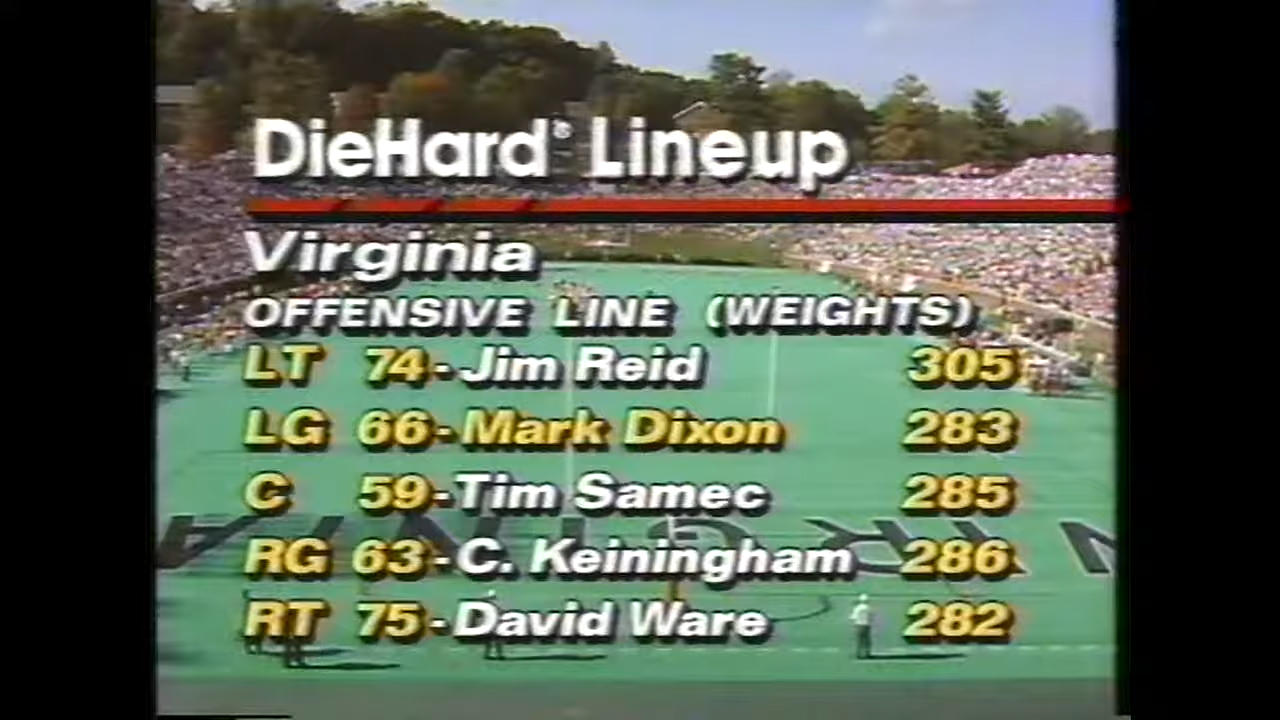 DieHard® Lineup
Virginia
OFFENSIVE LINE (WEIGHTS)
LT 74-Jim Reid 305
LG 66-Mark Dixon 283
C 59-Tim Samec 285
RG 63-C. Keiningham 286
RT 75-David Ware 282
VIRGINIA